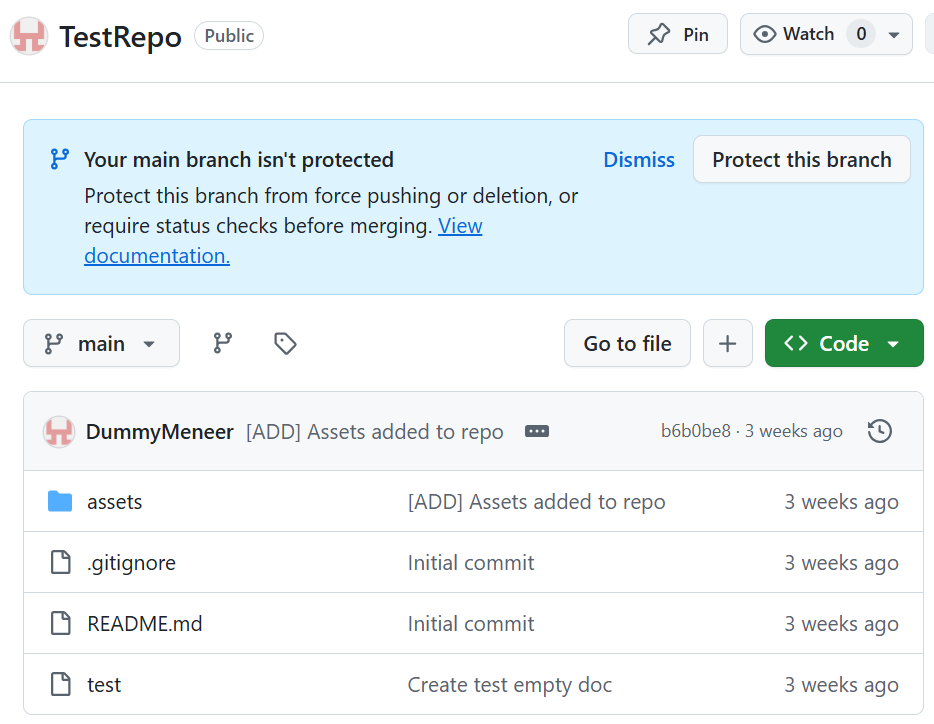 TestRepo Public Pin Watch 0
Your main branch isn't protected Dismiss Protect this branch
Protect this branch from force pushing or deletion, or
require status checks before merging. View
documentation.
main Go to file Code
DummyMeneer [ADD] Assets added to repo b6b0be8 · 3 weeks ago
assets [ADD] Assets added to repo 3 weeks ago
.gitignore Initial commit 3 weeks ago
README.md Initial commit 3 weeks ago
test Create test empty doc 3 weeks ago